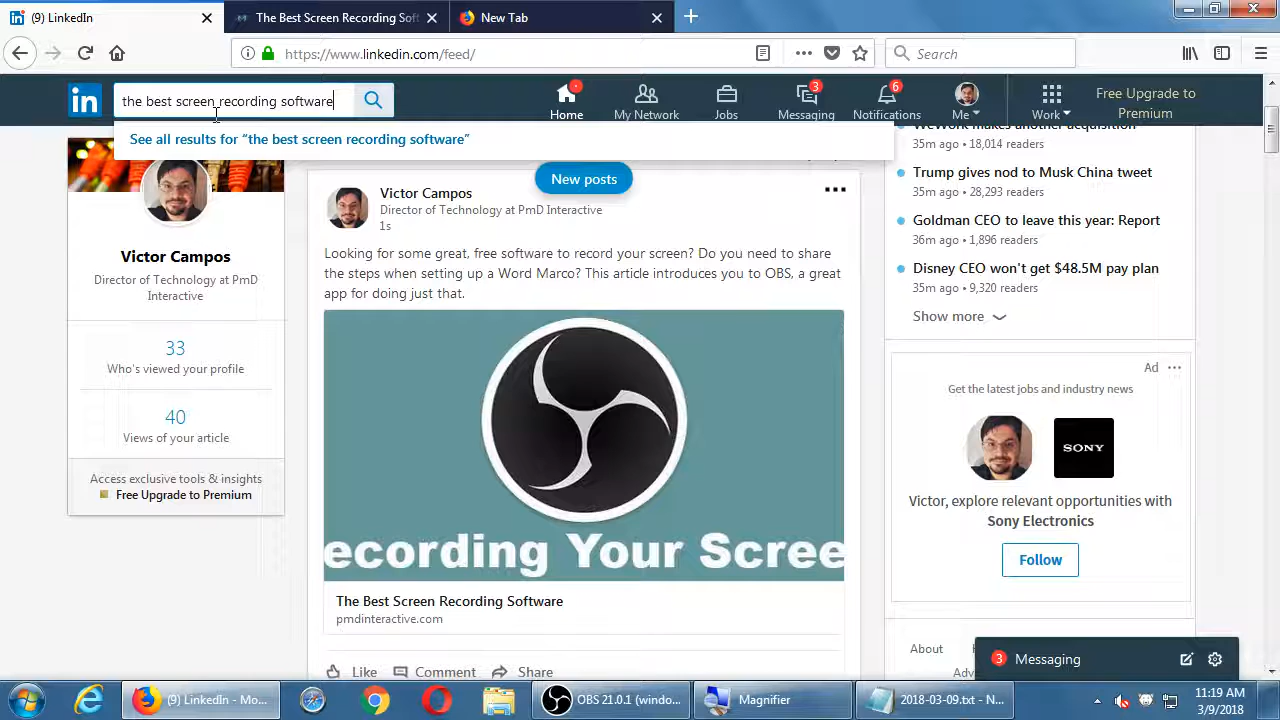 (9) LinkedIn
The Best Screen Recording Soft
New Tab
https://www.linkedin.com/feed/
Search
in
the best screen recording software
Home
My Network
Jobs
3
Messaging
6
Notifications
Me
Work
Free Upgrade to
Premium
See all results for “the best screen recording software”
New posts
Victor Campos
Director of Technology at PmD
Interactive
33
Who's viewed your profile
40
Views of your article
Access exclusive tools & insights
Free Upgrade to Premium
Victor Campos
Director of Technology at PmD Interactive
1s
Looking for some great, free software to record your screen? Do you need to share
the steps when setting up a Word Marco? This article introduces you to OBS, a great
app for doing just that.
ecording Your Scree
The Best Screen Recording Software
pmdinteractive.com
Like
Comment
Share
WeWork makes another acquisition
35m ago • 18,014 readers
Trump gives nod to Musk China tweet
35m ago • 28,293 readers
Goldman CEO to leave this year: Report
36m ago • 1,896 readers
Disney CEO won't get $48.5M pay plan
35m ago • 9,320 readers
Show more
Ad
Get the latest jobs and industry news
SONY
Victor, explore relevant opportunities with
Sony Electronics
Follow
About
3 Messaging
(9) LinkedIn - Mo...
OBS 21.0.1 (windo...
Magnifier
2018-03-09.txt - N...
11:19 AM
3/9/2018